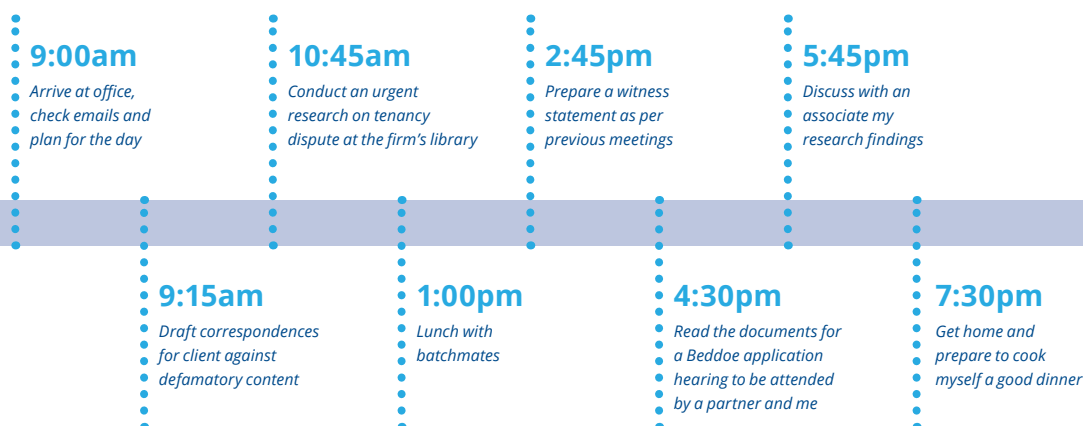 9:00am
Arrive at office,
check emails and
plan for the day
9:15am
Draft correspondences
for client against
defamatory content
10:45am
Conduct an urgent
research on tenancy
dispute at the firm's library
1:00pm
Lunch with
batchmates
2:45pm
Prepare a witness
statement as per
previous meetings
4:30pm
Read the documents for
a Beddoe application
hearing to be attended
by a partner and me
5:45pm
Discuss with an
associate my
research findings
7:30pm
Get home and
prepare to cook
myself a good dinner